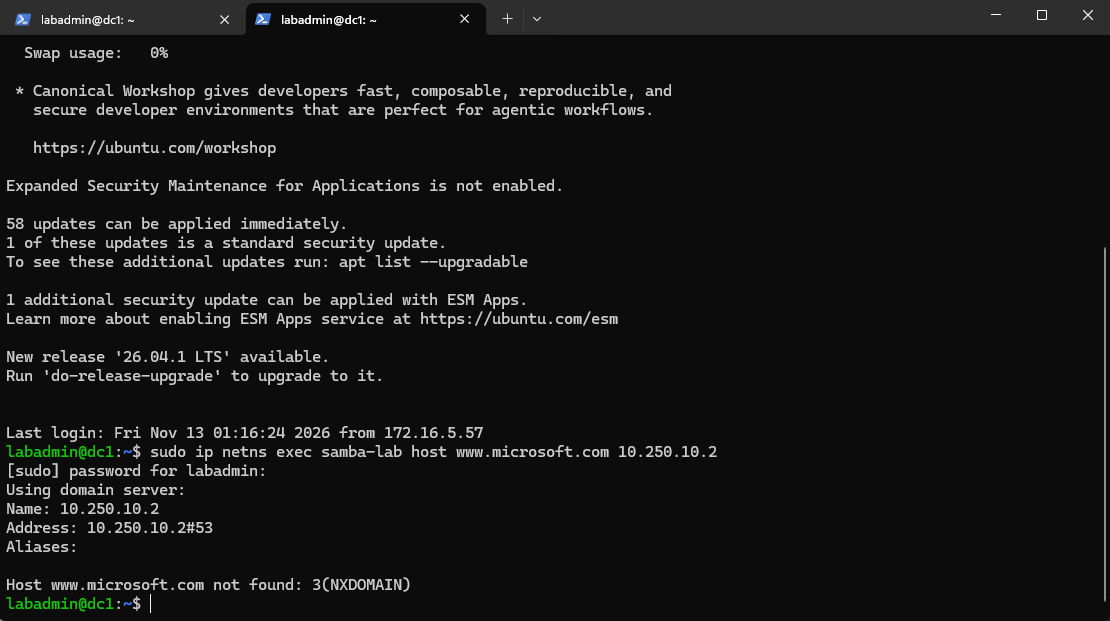 labadmin@dc1: ~
labadmin@dc1: ~
Swap usage: 0%
* Canonical Workshop gives developers fast, composable, reproducible, and
secure developer environments that are perfect for agentic workflows.
https://ubuntu.com/workshop
Expanded Security Maintenance for Applications is not enabled.
58 updates can be applied immediately.
1 of these updates is a standard security update.
To see these additional updates run: apt list --upgradable
1 additional security update can be applied with ESM Apps.
Learn more about enabling ESM Apps service at https://ubuntu.com/esm
New release '26.04.1 LTS' available.
Run 'do-release-upgrade' to upgrade to it.
Last login: Fri Nov 13 01:16:24 2026 from 172.16.5.57
labadmin@dc1:~$ sudo ip netns exec samba-lab host www.microsoft.com 10.250.10.2
[sudo] password for labadmin:
Using domain server:
Name: 10.250.10.2
Address: 10.250.10.2#53
Aliases:
Host www.microsoft.com not found: 3(NXDOMAIN)
labadmin@dc1:~$